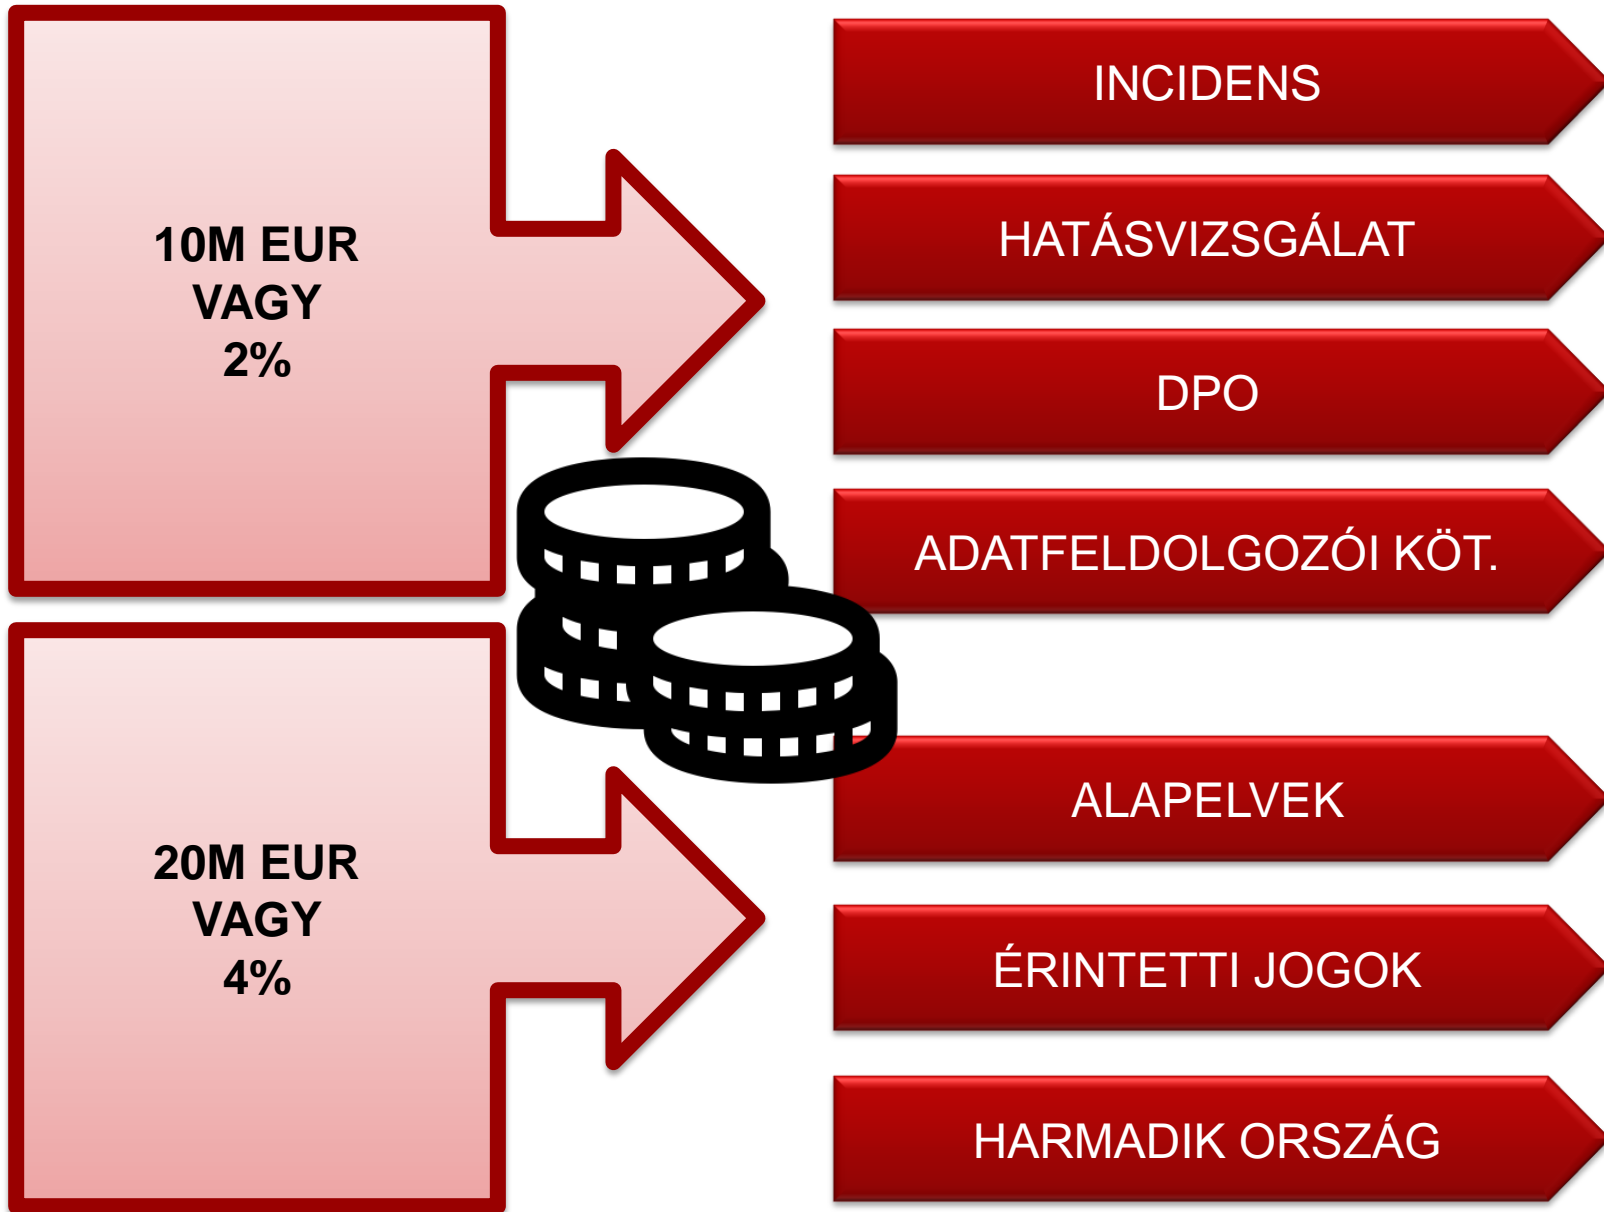 10M EUR
VAGY
2%
INCIDENS
HATÁSVIZSGÁLAT
DPO
ADATFELDOLGOZÓI KÖT.
20M EUR
VAGY
4%
ALAPELVEK
ÉRINTETTI JOGOK
HARMADIK ORSZÁG